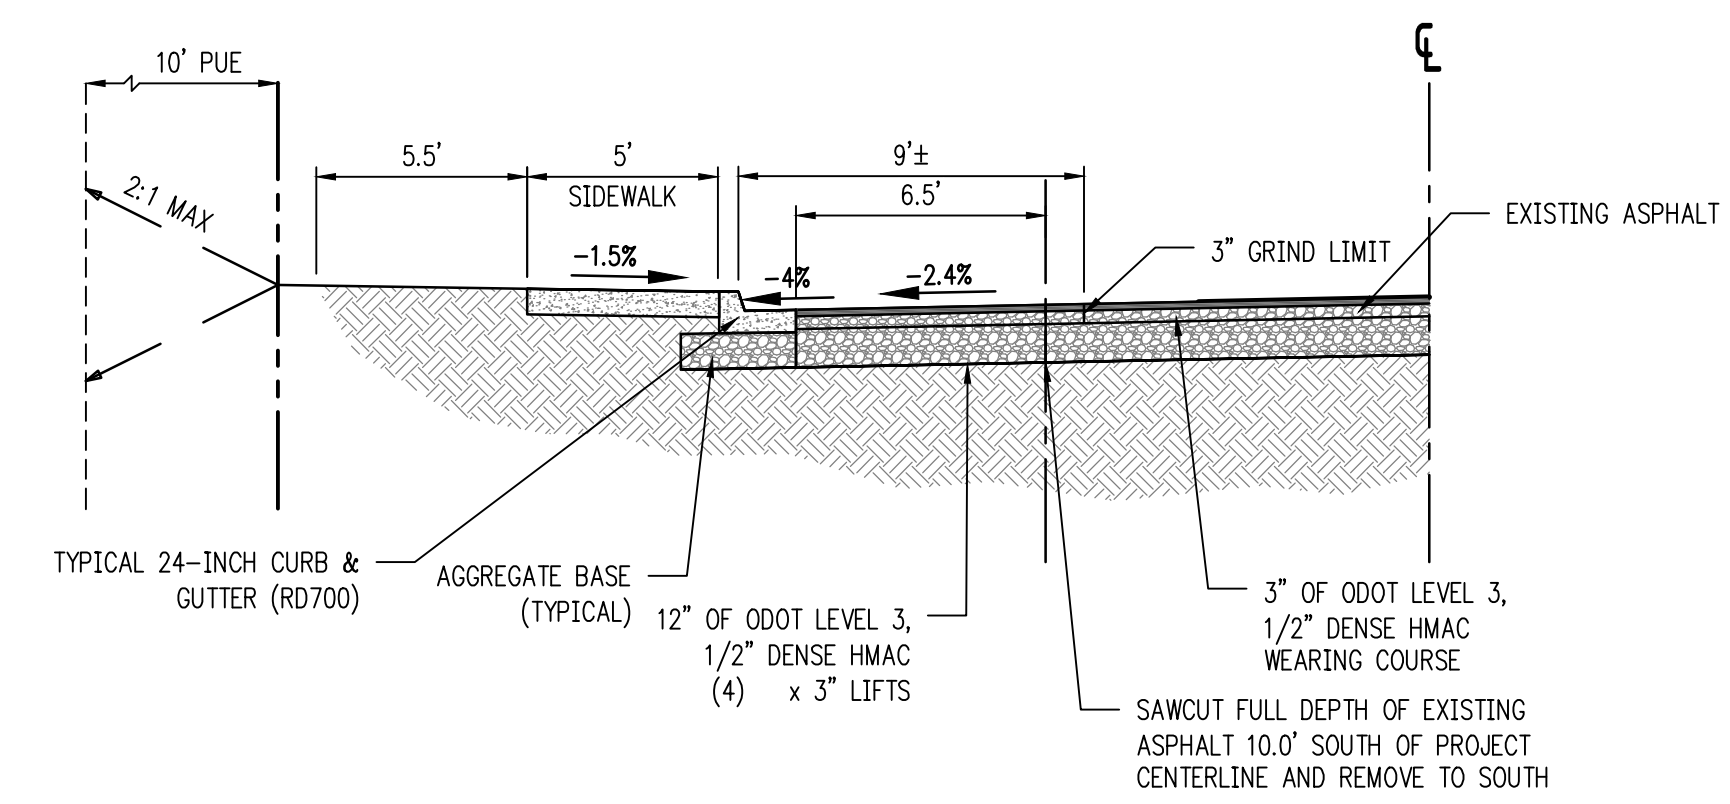 ℄
10' PUE
5.5'
5'
SIDEWALK
9'±
6.5'
2:1 MAX
EXISTING ASPHALT
3" GRIND LIMIT
-1.5%
-4%
-2.4%
TYPICAL 24-INCH CURB &
GUTTER (RD700)
AGGREGATE BASE
(TYPICAL)
12" OF ODOT LEVEL 3,
1/2" DENSE HMAC
(4) x 3" LIFTS
3" OF ODOT LEVEL 3,
1/2" DENSE HMAC
WEARING COURSE
SAWCUT FULL DEPTH OF EXISTING
ASPHALT 10.0' SOUTH OF PROJECT
CENTERLINE AND REMOVE TO SOUTH